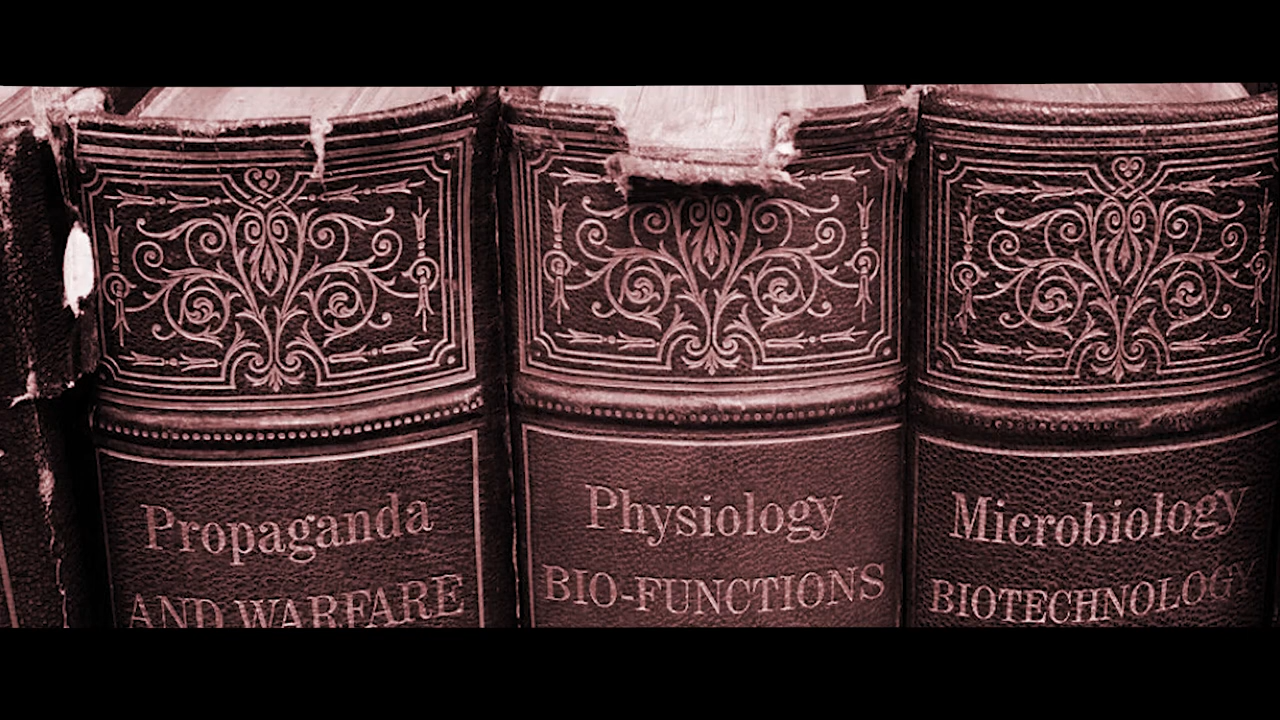 Propaganda
AND WARFARE
Physiology
BIO-FUNCTIONS
Microbiology
BIOTECHNOLOGY